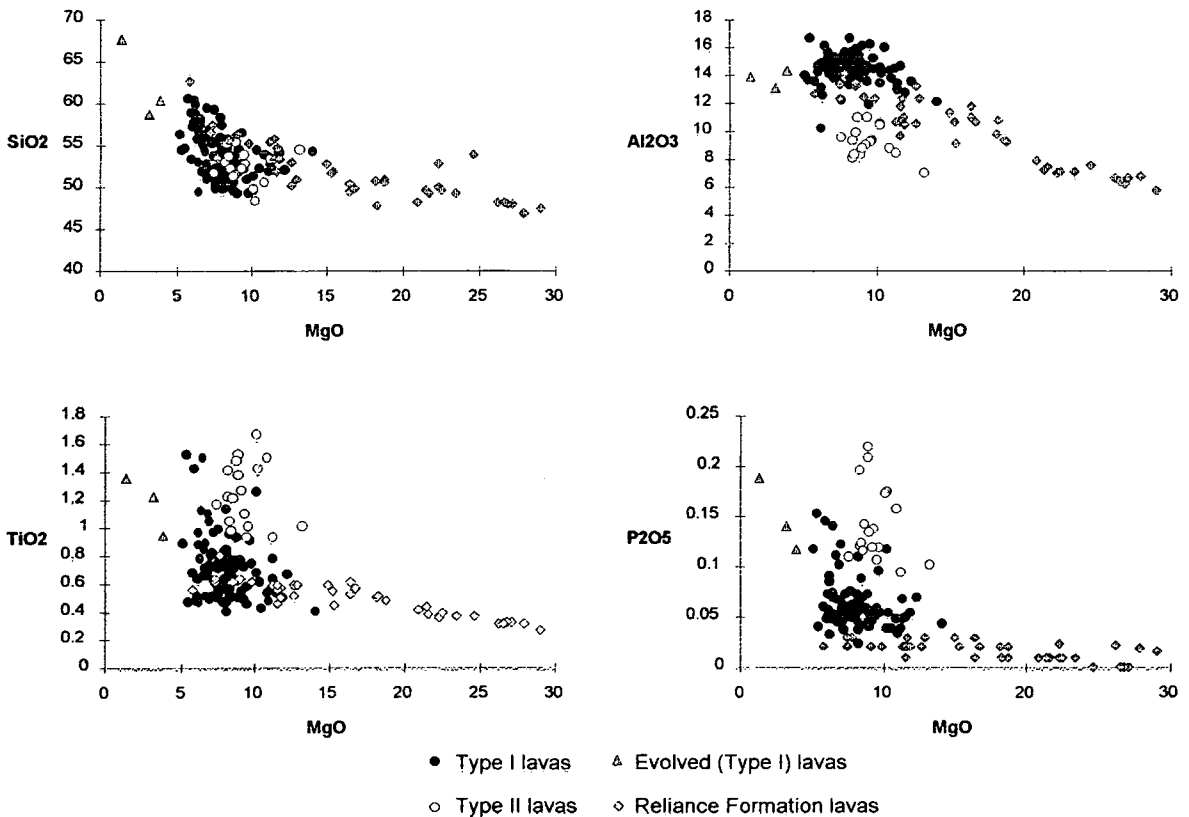 70
65
60
55
50
45
40
SiO2
0 5 10 15 20 25 30
MgO
18
16
14
12
10
8
6
4
2
0
Al2O3
0 10 20 30
MgO
1.8
1.6
1.4
1.2
1
0.8
0.6
0.4
0.2
0
TiO2
0 5 10 15 20 25 30
MgO
0.25
0.2
0.15
0.1
0.05
0
P2O5
0 10 20 30
MgO
Type I lavas
Evolved (Type I) lavas
Type II lavas
Reliance Formation lavas